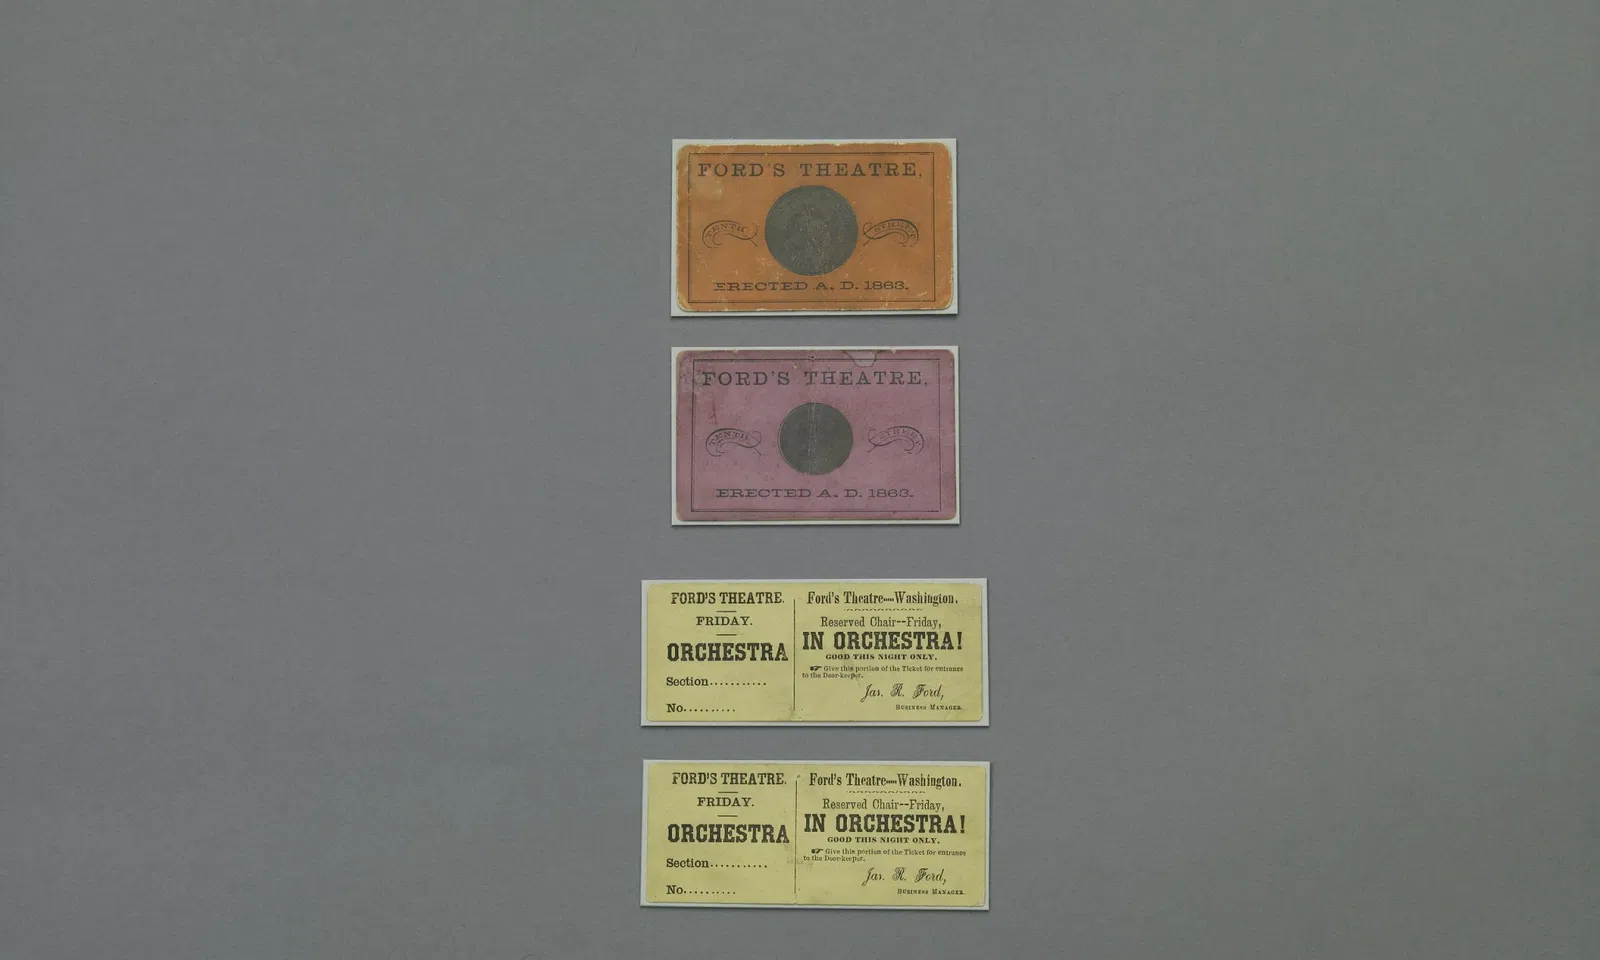 FORD'S THEATRE,
TENTH STREET
ERECTED A. D. 1863.
FORD'S THEATRE,
TENTH STREET
ERECTED A. D. 1863.
FORD'S THEATRE.
FRIDAY.
ORCHESTRA
Section...........
No..........
Ford's Theatre----Washington.
Reserved Chair--Friday,
IN ORCHESTRA!
GOOD THIS NIGHT ONLY.
☛ Give this portion of the Ticket for entrance
to the Door-keeper.
Jas. R. Ford,
BUSINESS MANAGER.
FORD'S THEATRE.
FRIDAY.
ORCHESTRA
Section...........
No..........
Ford's Theatre----Washington.
Reserved Chair--Friday,
IN ORCHESTRA!
GOOD THIS NIGHT ONLY.
☛ Give this portion of the Ticket for entrance
to the Door-keeper.
Jas. R. Ford,
BUSINESS MANAGER.